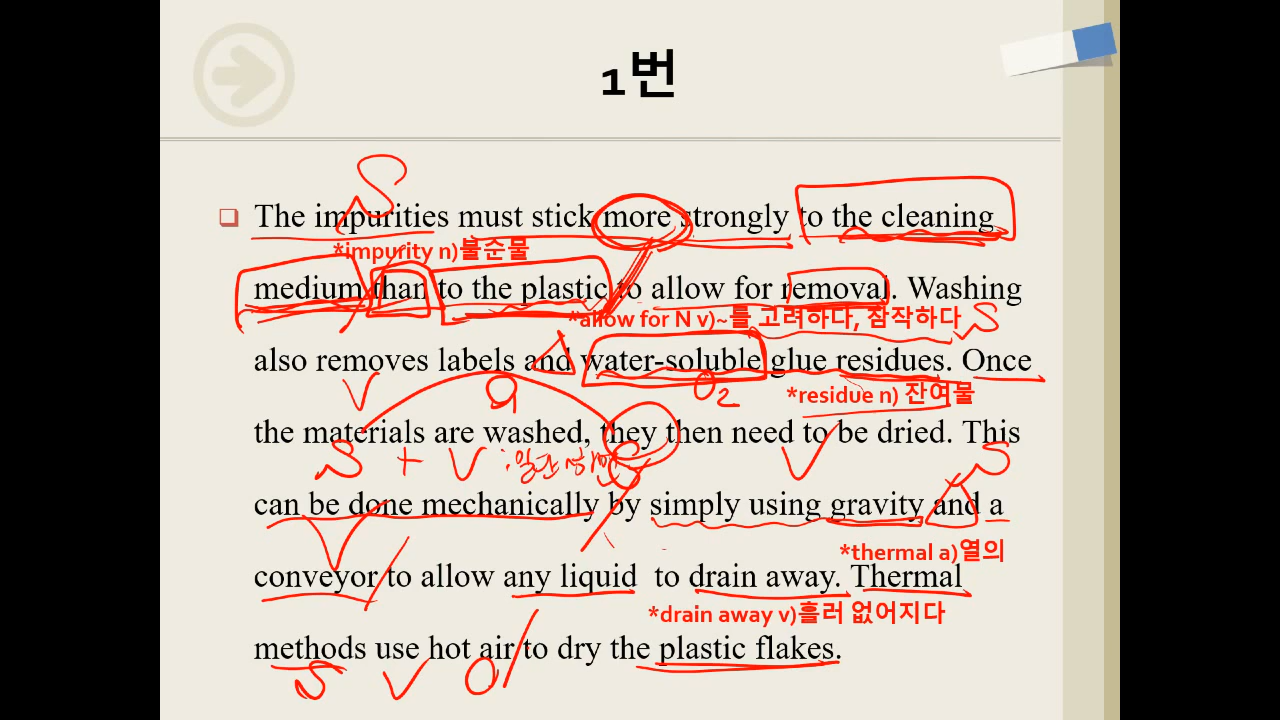 1번
The impurities must stick more strongly to the cleaning
*impurity n)불순물
medium than to the plastic to allow for removal. Washing
*allow for N v)~를 고려하다, 참작하다
also removes labels and water-soluble glue residues. Once
*residue n) 잔여물
the materials are washed, they then need to be dried. This
S + V : 일단
can be done mechanically by simply using gravity and a
*thermal a)열의
conveyor to allow any liquid to drain away. Thermal
*drain away v)흘러 없어지다
methods use hot air to dry the plastic flakes.
S V O